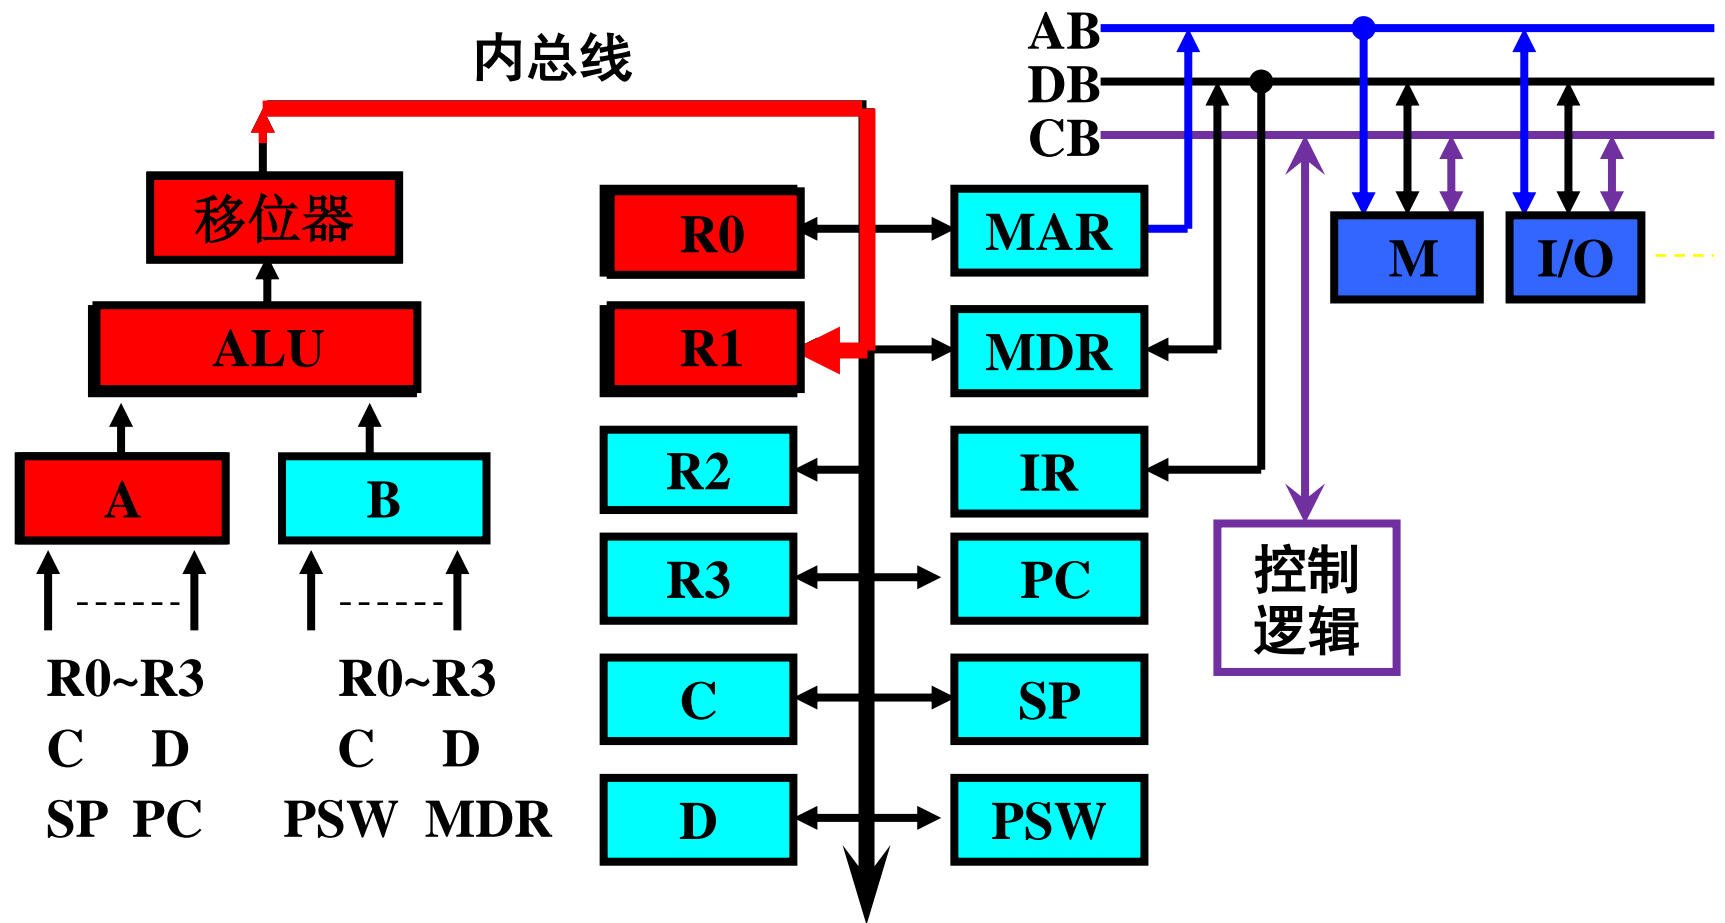 内总线
AB
DB
CB
移位器
R0
MAR
M
I/O
ALU
R1
MDR
A
B
R2
IR
R3
PC
控制
逻辑
R0~R3
R0~R3
C
SP
C D
C D
SP PC
PSW MDR
D
PSW